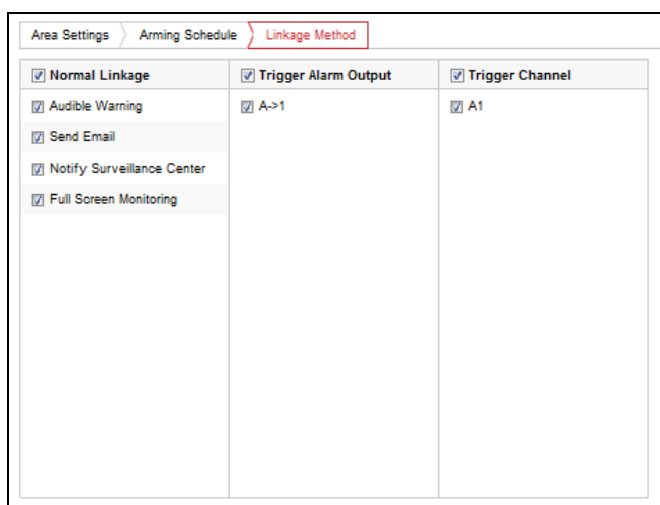 Area Settings Arming Schedule Linkage Method
Normal Linkage Trigger Alarm Output Trigger Channel
Audible Warning A->1 A1
Send Email
Notify Surveillance Center
Full Screen Monitoring